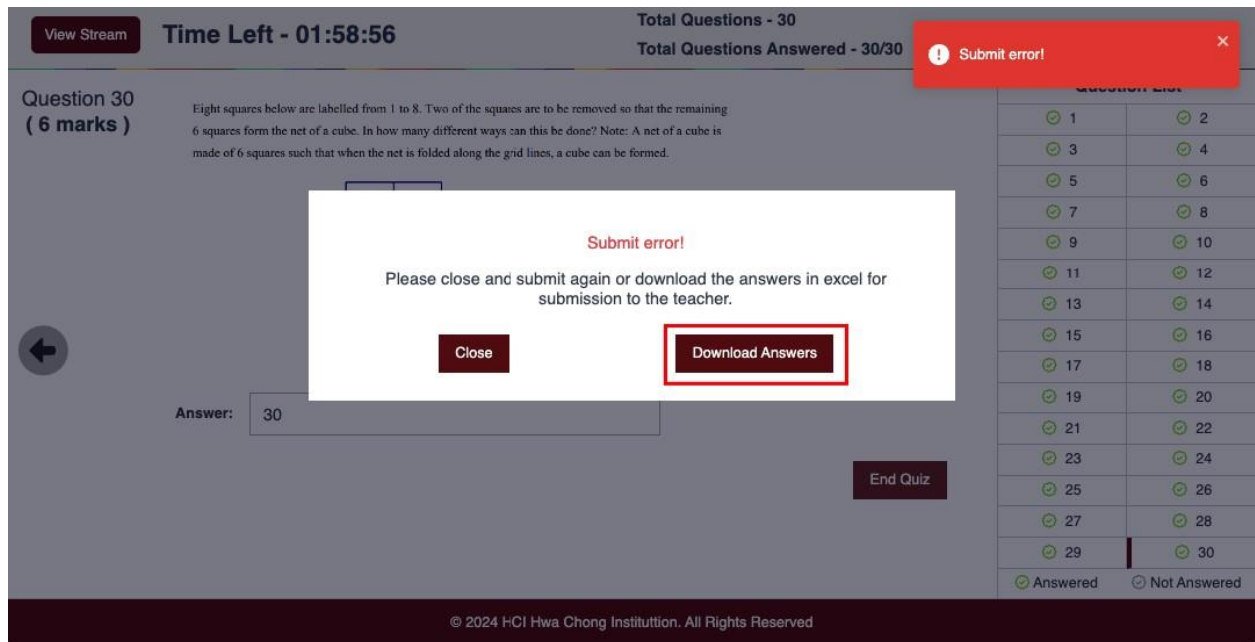 View Stream
Time Left - 01:58:56
Total Questions - 30
Total Questions Answered - 30/30
Submit error!
Question 30
( 6 marks )
Eight squares below are labelled from 1 to 8. Two of the squares are to be removed so that the remaining
6 squares form the net of a cube. In how many different ways can this be done? Note: A net of a cube is
made of 6 squares such that when the net is folded along the grid lines, a cube can be formed.
Submit error!
Please close and submit again or download the answers in excel for
submission to the teacher.
Close
Download Answers
Answer:
30
End Quiz
Question List
1 2
3 4
5 6
7 8
9 10
11 12
13 14
15 16
17 18
19 20
21 22
23 24
25 26
27 28
29 30
Answered Not Answered
© 2024 HCI Hwa Chong Instituttion. All Rights Reserved